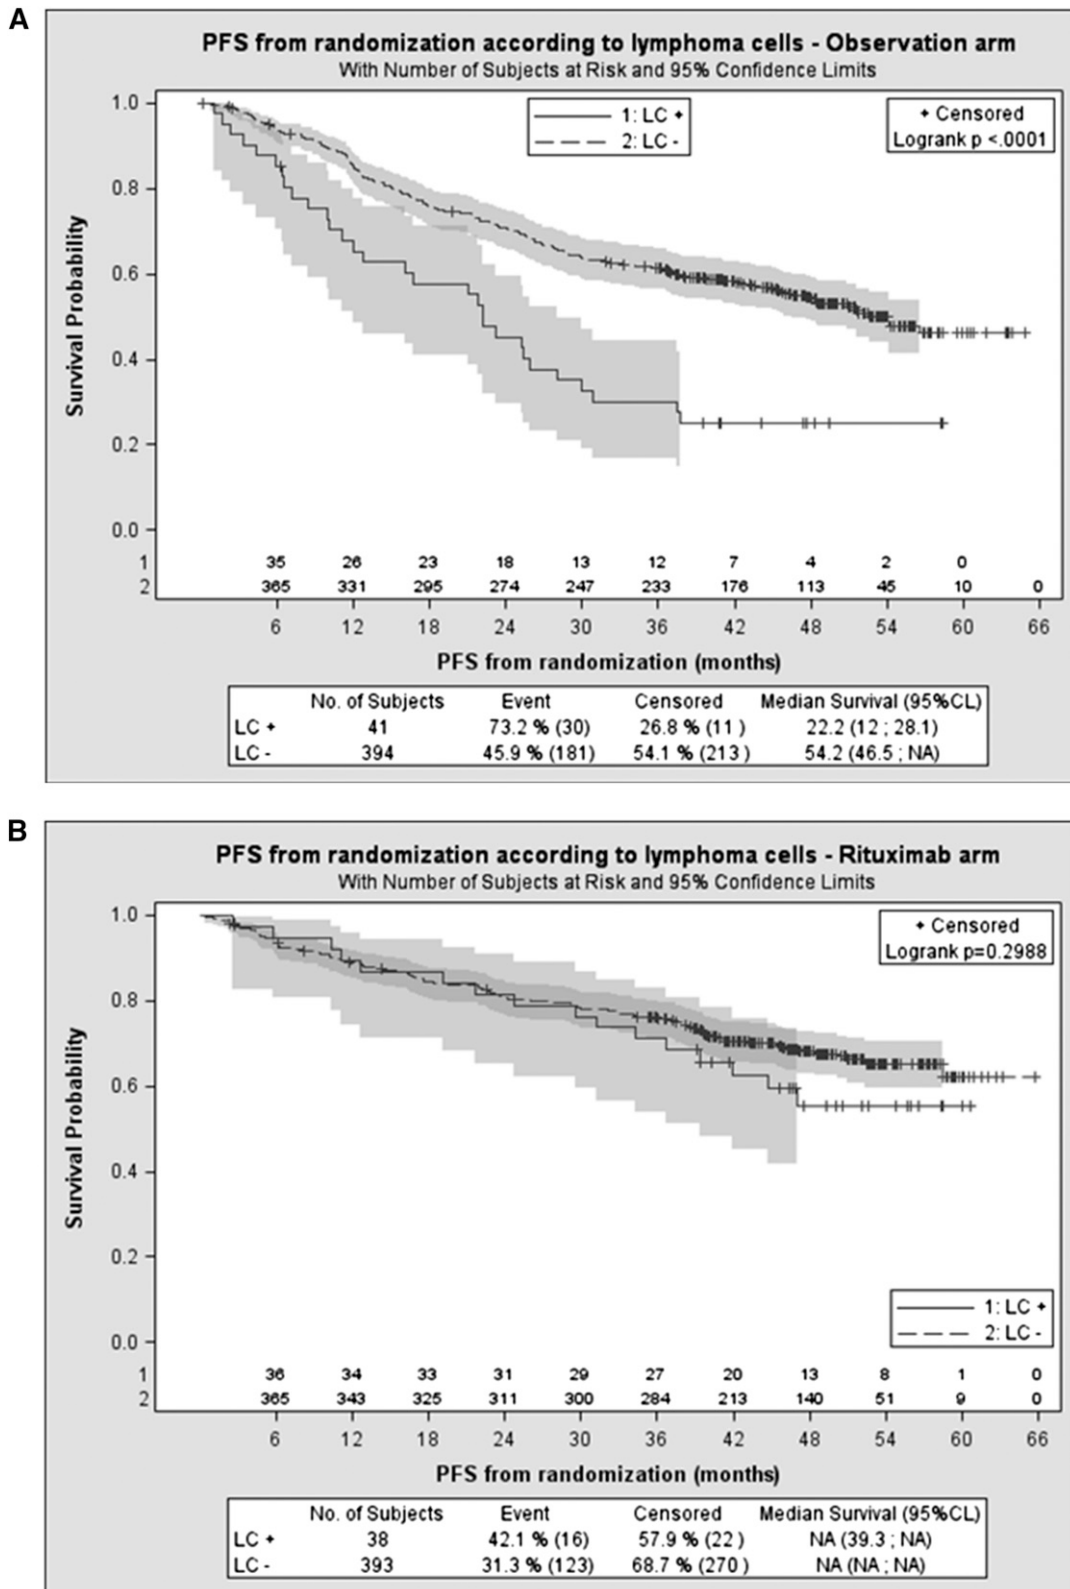 A
PFS from randomization according to lymphoma cells - Observation arm
With Number of Subjects at Risk and 95% Confidence Limits
1: LC +
2: LC -
+ Censored
Logrank p <.0001
Survival Probability
1.0
0.8
0.6
0.4
0.2
0.0
1 35 26 23 18 13 12 7 4 2 0
2 365 331 295 274 247 233 176 113 45 10 0
6 12 18 24 30 36 42 48 54 60 66
PFS from randomization (months)
No. of Subjects Event Censored Median Survival (95%CL)
LC + 41 73.2 % (30) 26.8 % (11 ) 22.2 (12 ; 28.1)
LC - 394 45.9 % (181) 54.1 % (213 ) 54.2 (46.5 ; NA)
B
PFS from randomization according to lymphoma cells - Rituximab arm
With Number of Subjects at Risk and 95% Confidence Limits
+ Censored
Logrank p=0.2988
Survival Probability
1.0
0.8
0.6
0.4
0.2
0.0
1: LC +
2: LC -
1 36 34 33 31 29 27 20 13 8 1 0
2 365 343 325 311 300 284 213 140 51 9 0
6 12 18 24 30 36 42 48 54 60 66
PFS from randomization (months)
No. of Subjects Event Censored Median Survival (95%CL)
LC + 38 42.1 % (16) 57.9 % (22 ) NA (39.3 ; NA)
LC - 393 31.3 % (123) 68.7 % (270 ) NA (NA ; NA)